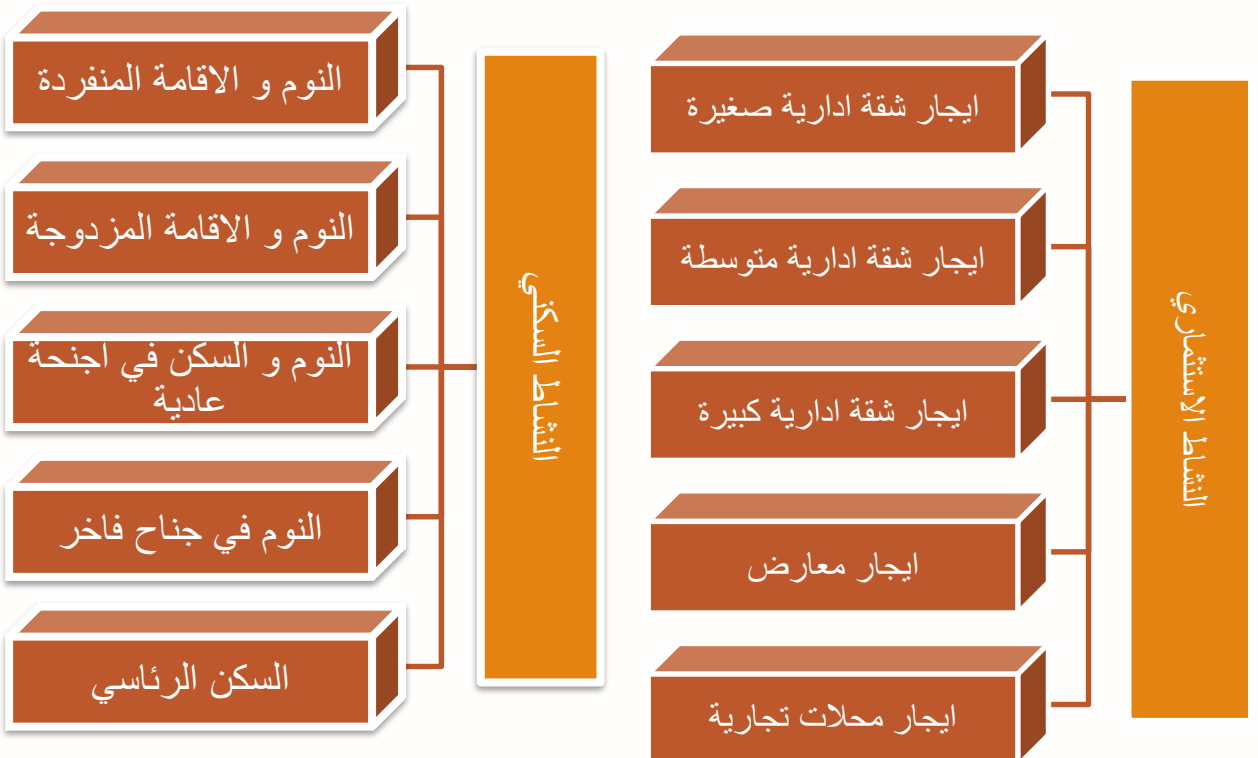 النشاط الاستثماري
ايجار شقة ادارية صغيرة
ايجار شقة ادارية متوسطة
ايجار شقة ادارية كبيرة
ايجار معارض
ايجار محلات تجارية
النشاط السكني
النوم و الاقامة المنفردة
النوم و الاقامة المزدوجة
النوم و السكن في اجنحة
عادية
النوم في جناح فاخر
السكن الرئاسي